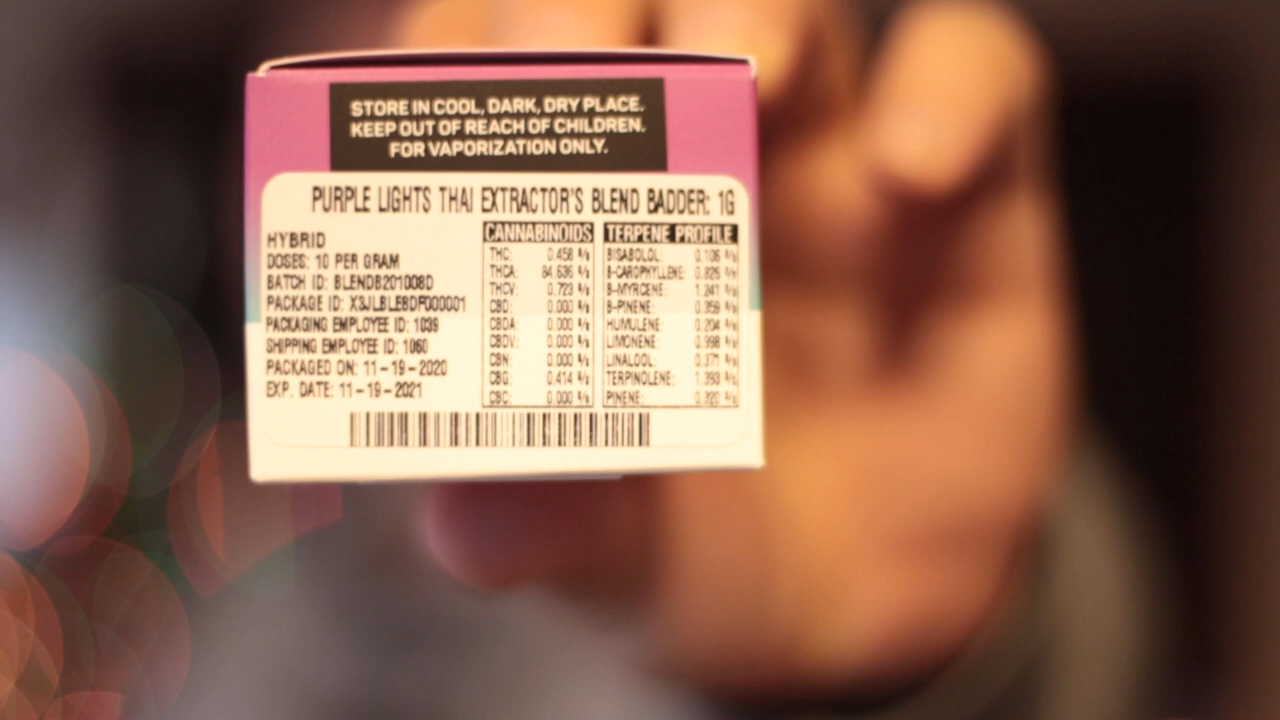 STORE IN COOL, DARK, DRY PLACE.
KEEP OUT OF REACH OF CHILDREN.
FOR VAPORIZATION ONLY.
PURPLE LIGHTS THAI EXTRACTOR'S BLEND BADDER: 1G
HYBRID
DOSES: 10 PER GRAM
BATCH ID: BLENDB201008D
PACKAGE ID: X3JLBLEBDF000001
PACKAGING EMPLOYEE ID: 1039
SHIPPING EMPLOYEE ID: 1060
PACKAGED ON: 11-19-2020
EXP. DATE: 11-19-2021
CANNABINOIDS
THC: 0.458 %
THCA: 84.636 %
THCV: 0.723 %
CBD: 0.000 %
CBDA: 0.000 %
CBDV: 0.000 %
CBN: 0.000 %
CBG: 0.414 %
CBC: 0.000 %
TERPENE PROFILE
BISABOLOL: 0.106 %
B-CAROPHYLLENE: 0.826 %
B-MYRCENE: 1.241 %
B-PINENE: 0.359 %
HUMULENE: 0.204 %
LIMONENE: 0.998 %
LINALOOL: 0.371 %
TERPINOLENE: 1.393 %
PINENE: 0.320 %